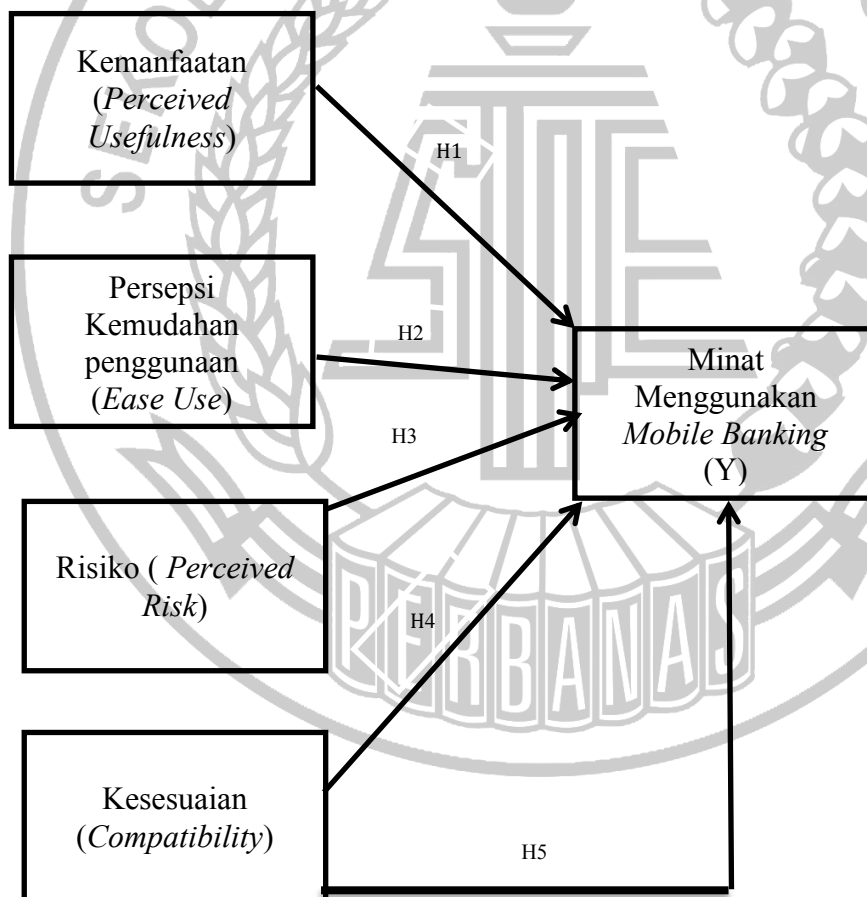 SEKO
Kemanfaatan
(Perceived
Usefulness)
H1
Persepsi
Kemudahan
penggunaan
(Ease Use)
H2
Minat
Menggunakan
Mobile Banking
(Y)
H3
Risiko ( Perceived
Risk)
H4
PERBANAS
Kesesuaian
(Compatibility)
H5